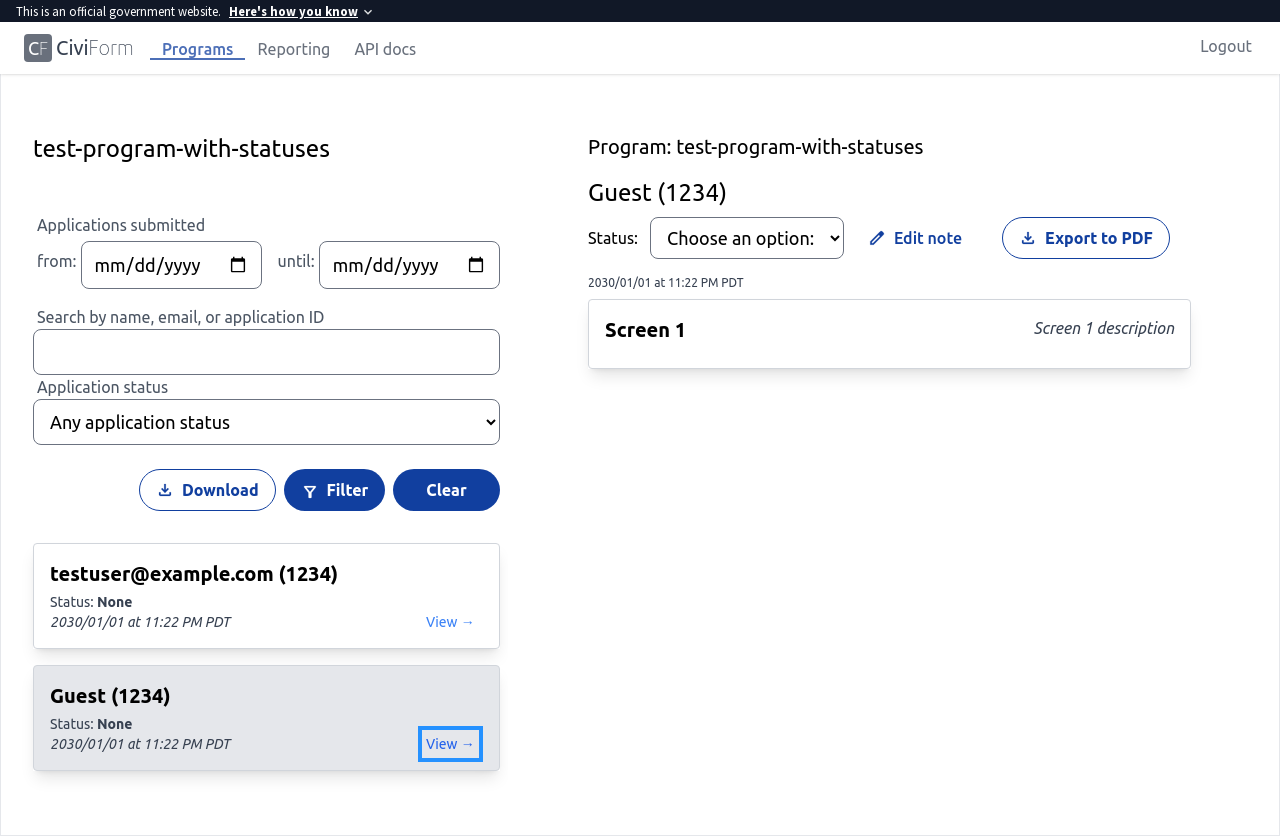 This is an official government website. Here's how you know
CF CiviForm Programs Reporting API docs Logout
test-program-with-statuses
Applications submitted
from: mm/dd/yyyy until: mm/dd/yyyy
Search by name, email, or application ID
Application status
Any application status
Download Filter Clear
testuser@example.com (1234)
Status: None
2030/01/01 at 11:22 PM PDT View →
Guest (1234)
Status: None
2030/01/01 at 11:22 PM PDT View →
Program: test-program-with-statuses
Guest (1234)
Status: Choose an option: Edit note Export to PDF
2030/01/01 at 11:22 PM PDT
Screen 1 Screen 1 description